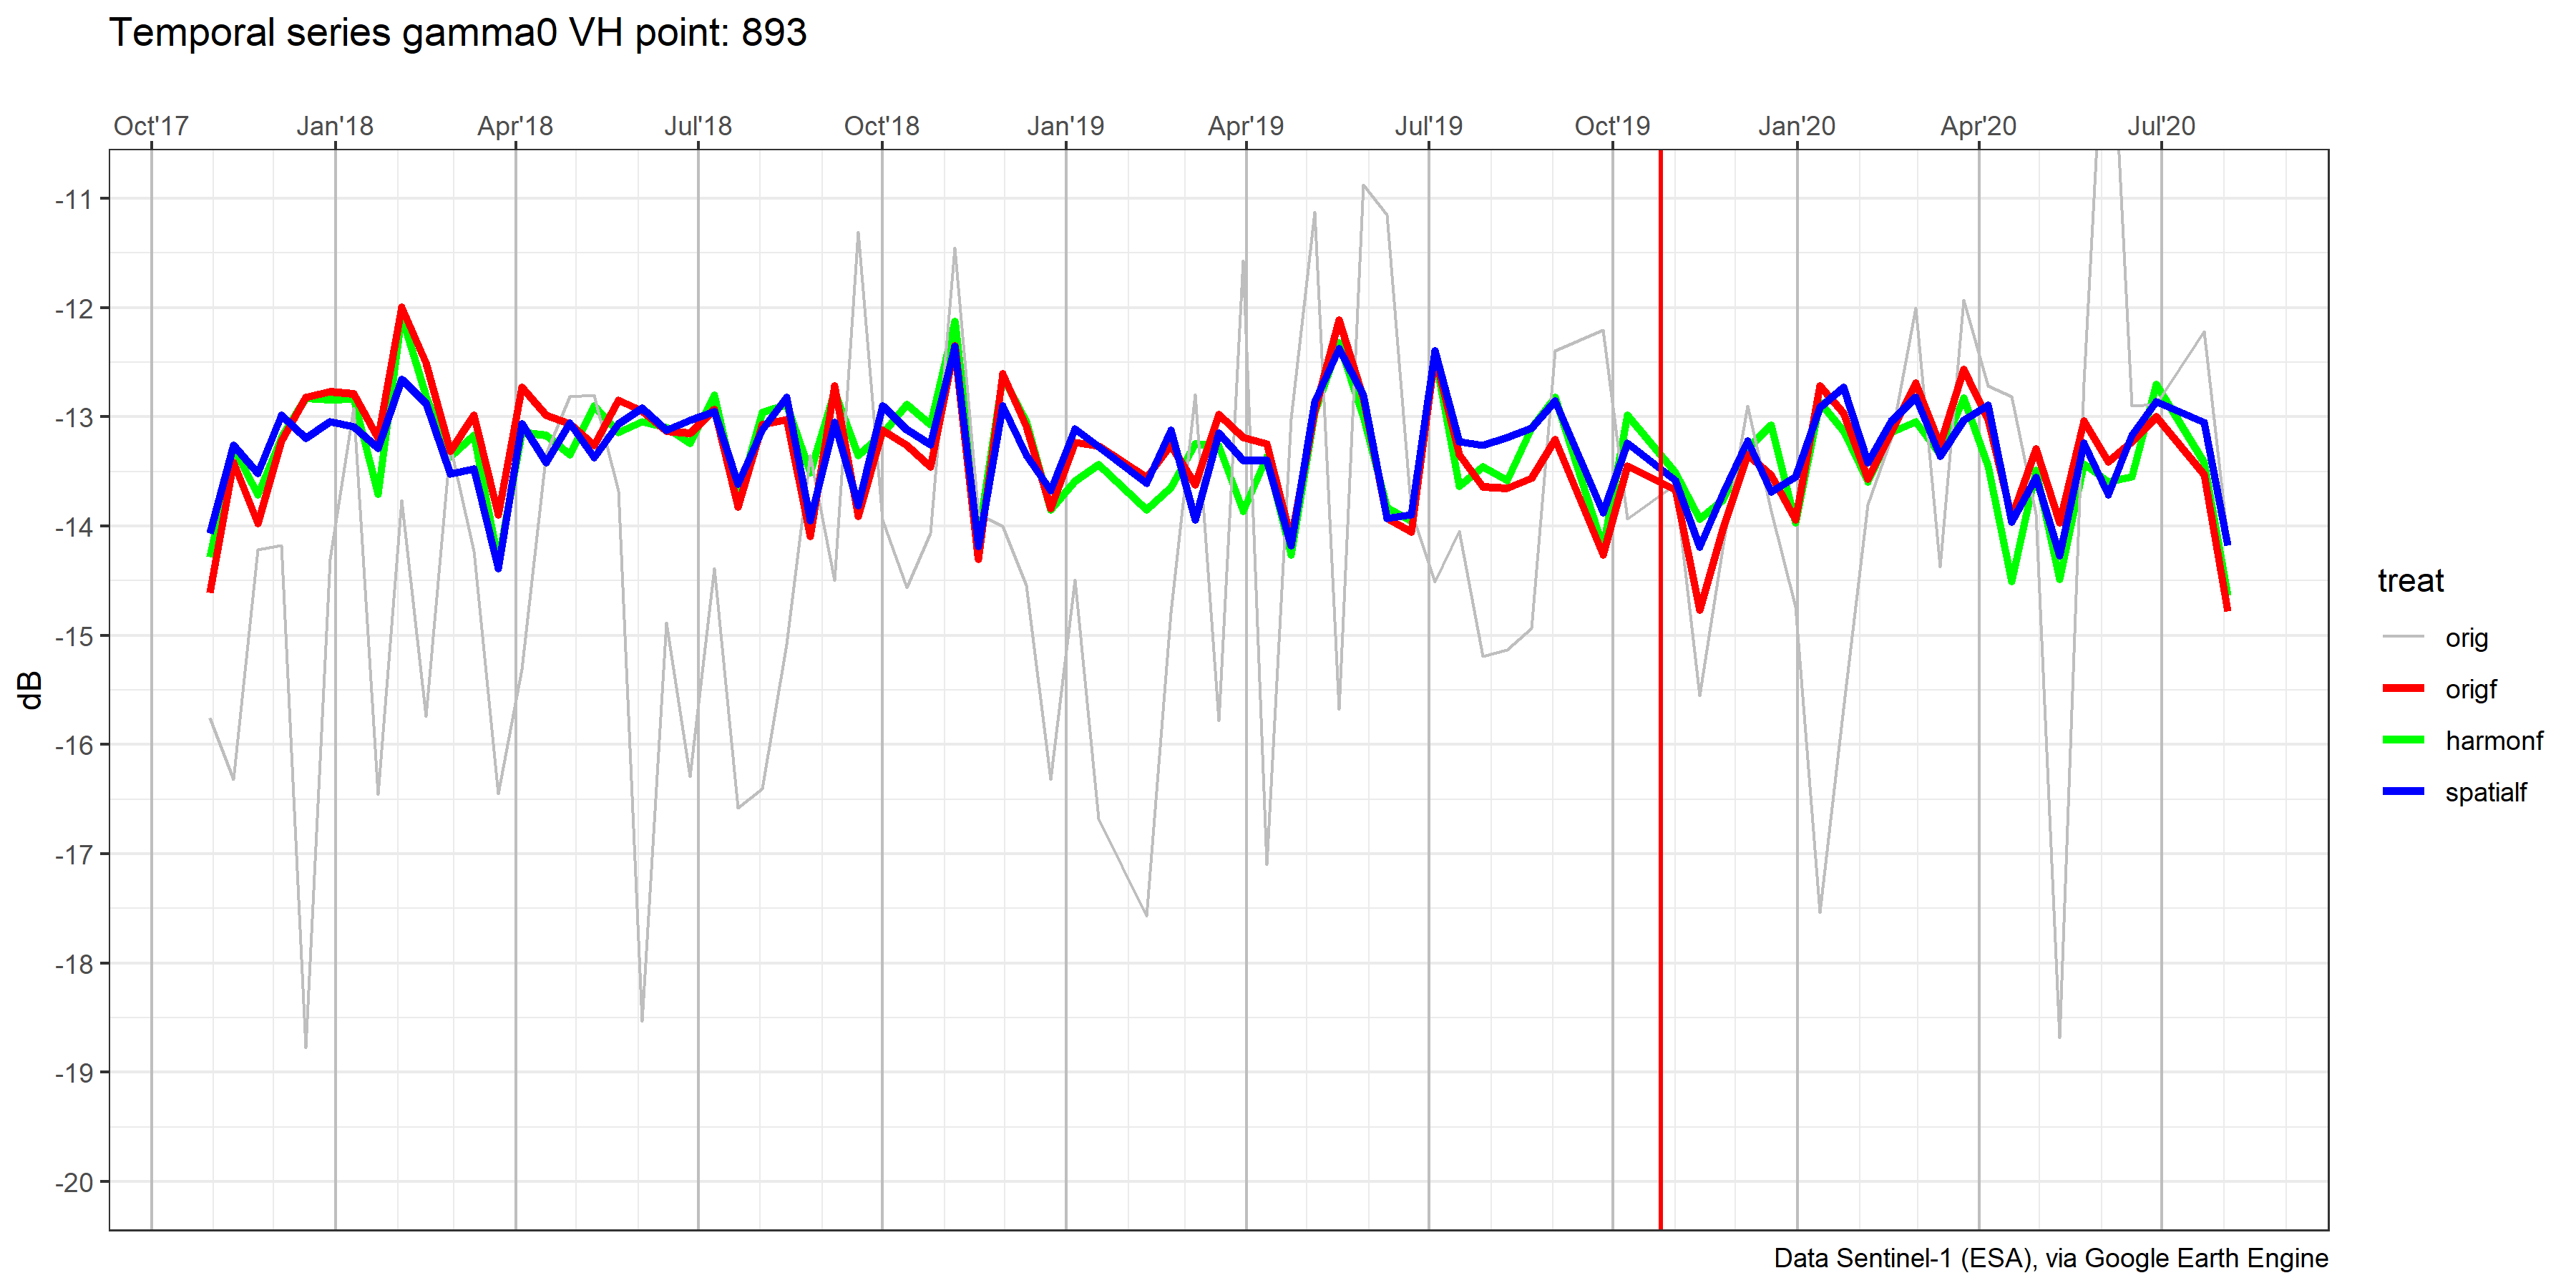 Temporal series gamma0 VH point: 893
Oct'17 Jan'18 Apr'18 Jul'18 Oct'18 Jan'19 Apr'19 Jul'19 Oct'19 Jan'20 Apr'20 Jul'20
-11
-12
-13
-14
-15
-16
-17
-18
-19
-20
dB
treat
orig
origf
harmonf
spatialf
Data Sentinel-1 (ESA), via Google Earth Engine